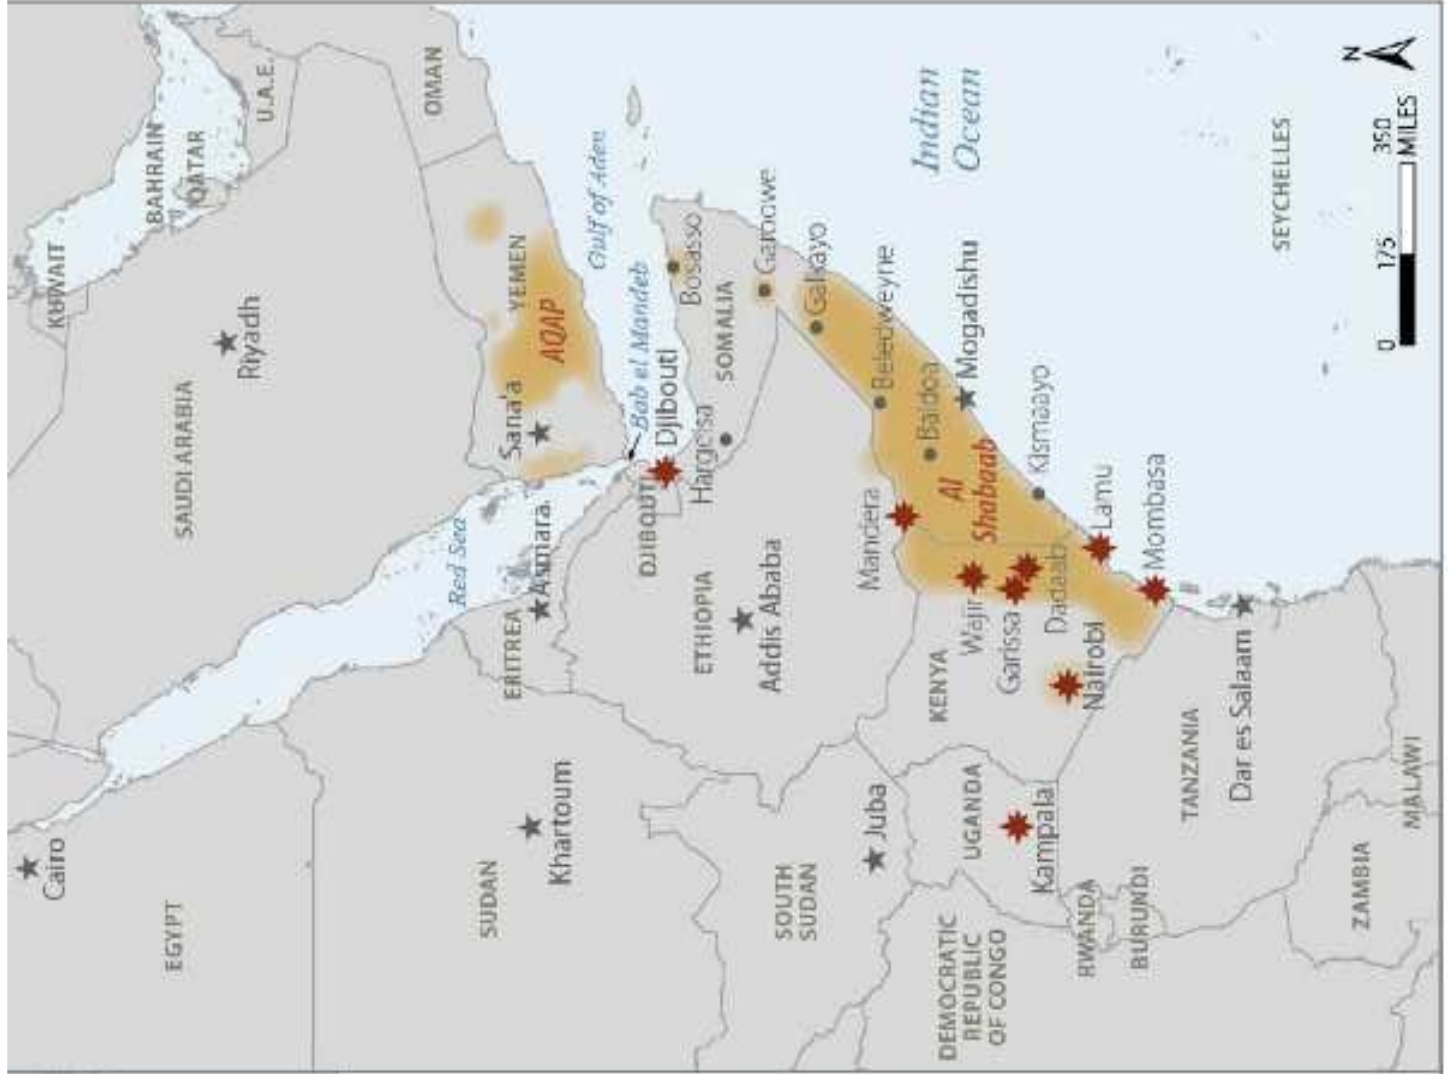 Cairo
EGYPT
KUWAIT
BAHRAIN
QATAR
U.A.E.
SAUDI ARABIA
Riyadh
OMAN
Red Sea
SUDAN
Khartoum
ERITREA
Asmara
Sana'a
YEMEN
AQAP
Gulf of Aden
Bab el Mandeb
DJIBOUTI
Djibouti
Hargeisa
SOMALIA
Bosasso
Garoowe
Galkayo
ETHIOPIA
Addis Ababa
SOUTH
SUDAN
Juba
Mandera
Beledweyne
Baidoa
Mogadishu
Al
Shabaab
Kismaayo
Indian
Ocean
KENYA
Wajir
Garissa
Dadaab
Nairobi
Lamu
Mombasa
UGANDA
Kampala
DEMOCRATIC
REPUBLIC
OF CONGO
RWANDA
BURUNDI
TANZANIA
Dar es Salaam
SEYCHELLES
ZAMBIA
MALAWI
N
0 175 350
MILES